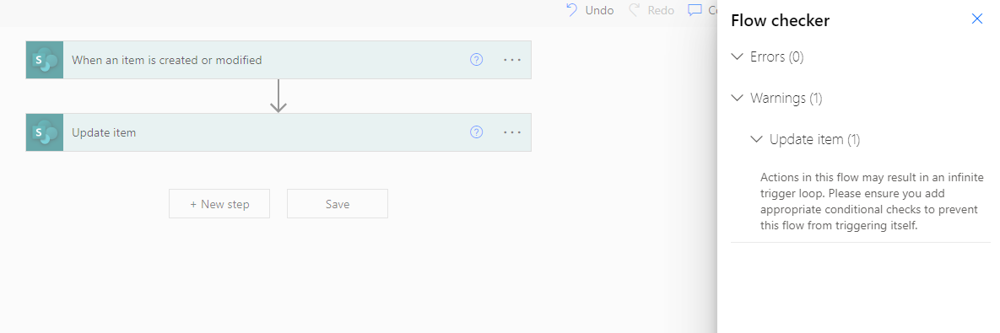 Undo
Redo
Flow checker
Errors (0)
When an item is created or modified
Warnings (1)
Update item
Update item (1)
Actions in this flow may result in an infinite
trigger loop. Please ensure you add
appropriate conditional checks to prevent
this flow from triggering itself.
+ New step
Save